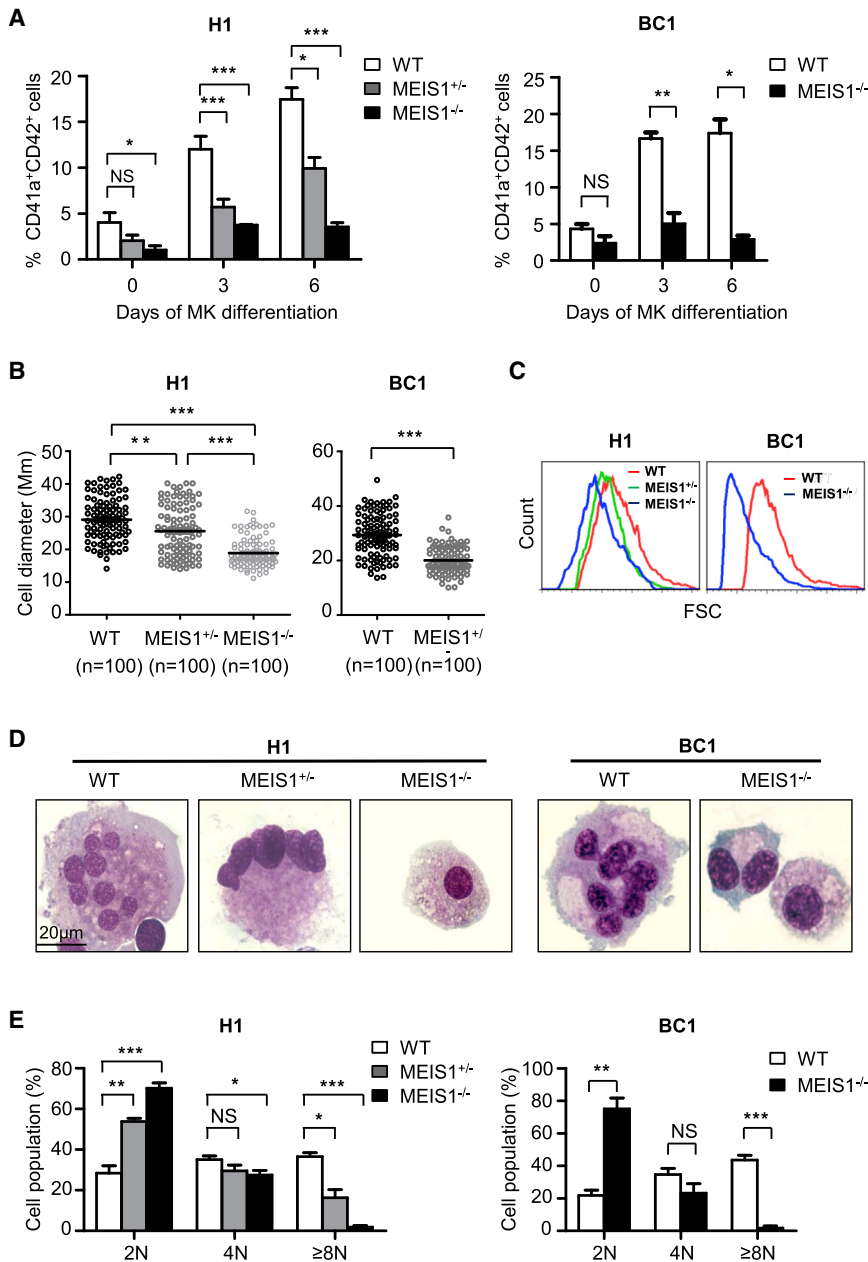 A
H1
% CD41a⁺CD42⁺ cells
20
15
10
5
0
NS
*
***
***
*
***
WT
MEIS1⁺/⁻
MEIS1⁻/⁻
0 3 6
Days of MK differentiation
BC1
% CD41a⁺CD42⁺ cells
25
20
15
10
5
0
NS
**
*
WT
MEIS1⁻/⁻
0 3 6
Days of MK differentiation
B
H1
Cell diameter (Mm)
50
40
30
20
10
0
***
** ***
WT MEIS1⁺/⁻ MEIS1⁻/⁻
(n=100) (n=100) (n=100)
BC1
60
40
20
0
***
WT MEIS1⁺/
-
(n=100) (n=100)
C
H1
Count
WT
MEIS1⁺/⁻
MEIS1⁻/⁻
BC1
WT
MEIS1⁻/⁻
FSC
D
H1
WT MEIS1⁺/⁻ MEIS1⁻/⁻
20µm
BC1
WT MEIS1⁻/⁻
E
H1
Cell population (%)
80
60
40
20
0
***
**
*
NS
***
*
WT
MEIS1⁺/⁻
MEIS1⁻/⁻
2N 4N ≥8N
BC1
Cell population (%)
100
80
60
40
20
0
**
NS
***
WT
MEIS1⁻/⁻
2N 4N ≥8N